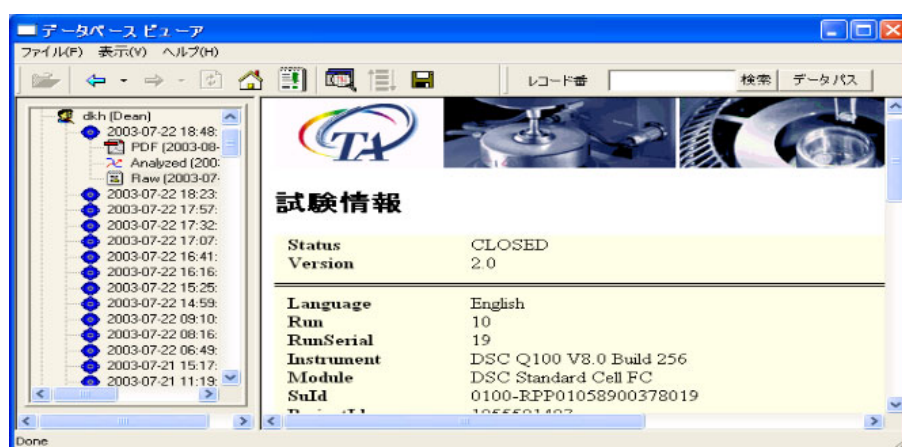 データベース ビューア
ファイル(F) 表示(V) ヘルプ(H)
レコード番 検索 データパス
dkh (Dean)
2003-07-22 18:48:
PDF (2003-08-
Analyzed (200:
Raw (2003-07-
2003-07-22 18:23:
2003-07-22 17:57:
2003-07-22 17:32:
2003-07-22 17:07:
2003-07-22 16:41:
2003-07-22 16:16:
2003-07-22 15:25:
2003-07-22 14:59:
2003-07-22 09:10:
2003-07-22 08:16:
2003-07-22 06:49:
2003-07-21 15:17:
2003-07-21 11:19:
TA
試験情報
Status CLOSED
Version 2.0
Language English
Run 10
RunSerial 19
Instrument DSC Q100 V8.0 Build 256
Module DSC Standard Cell FC
SuId 0100-RPP01058900378019
Done